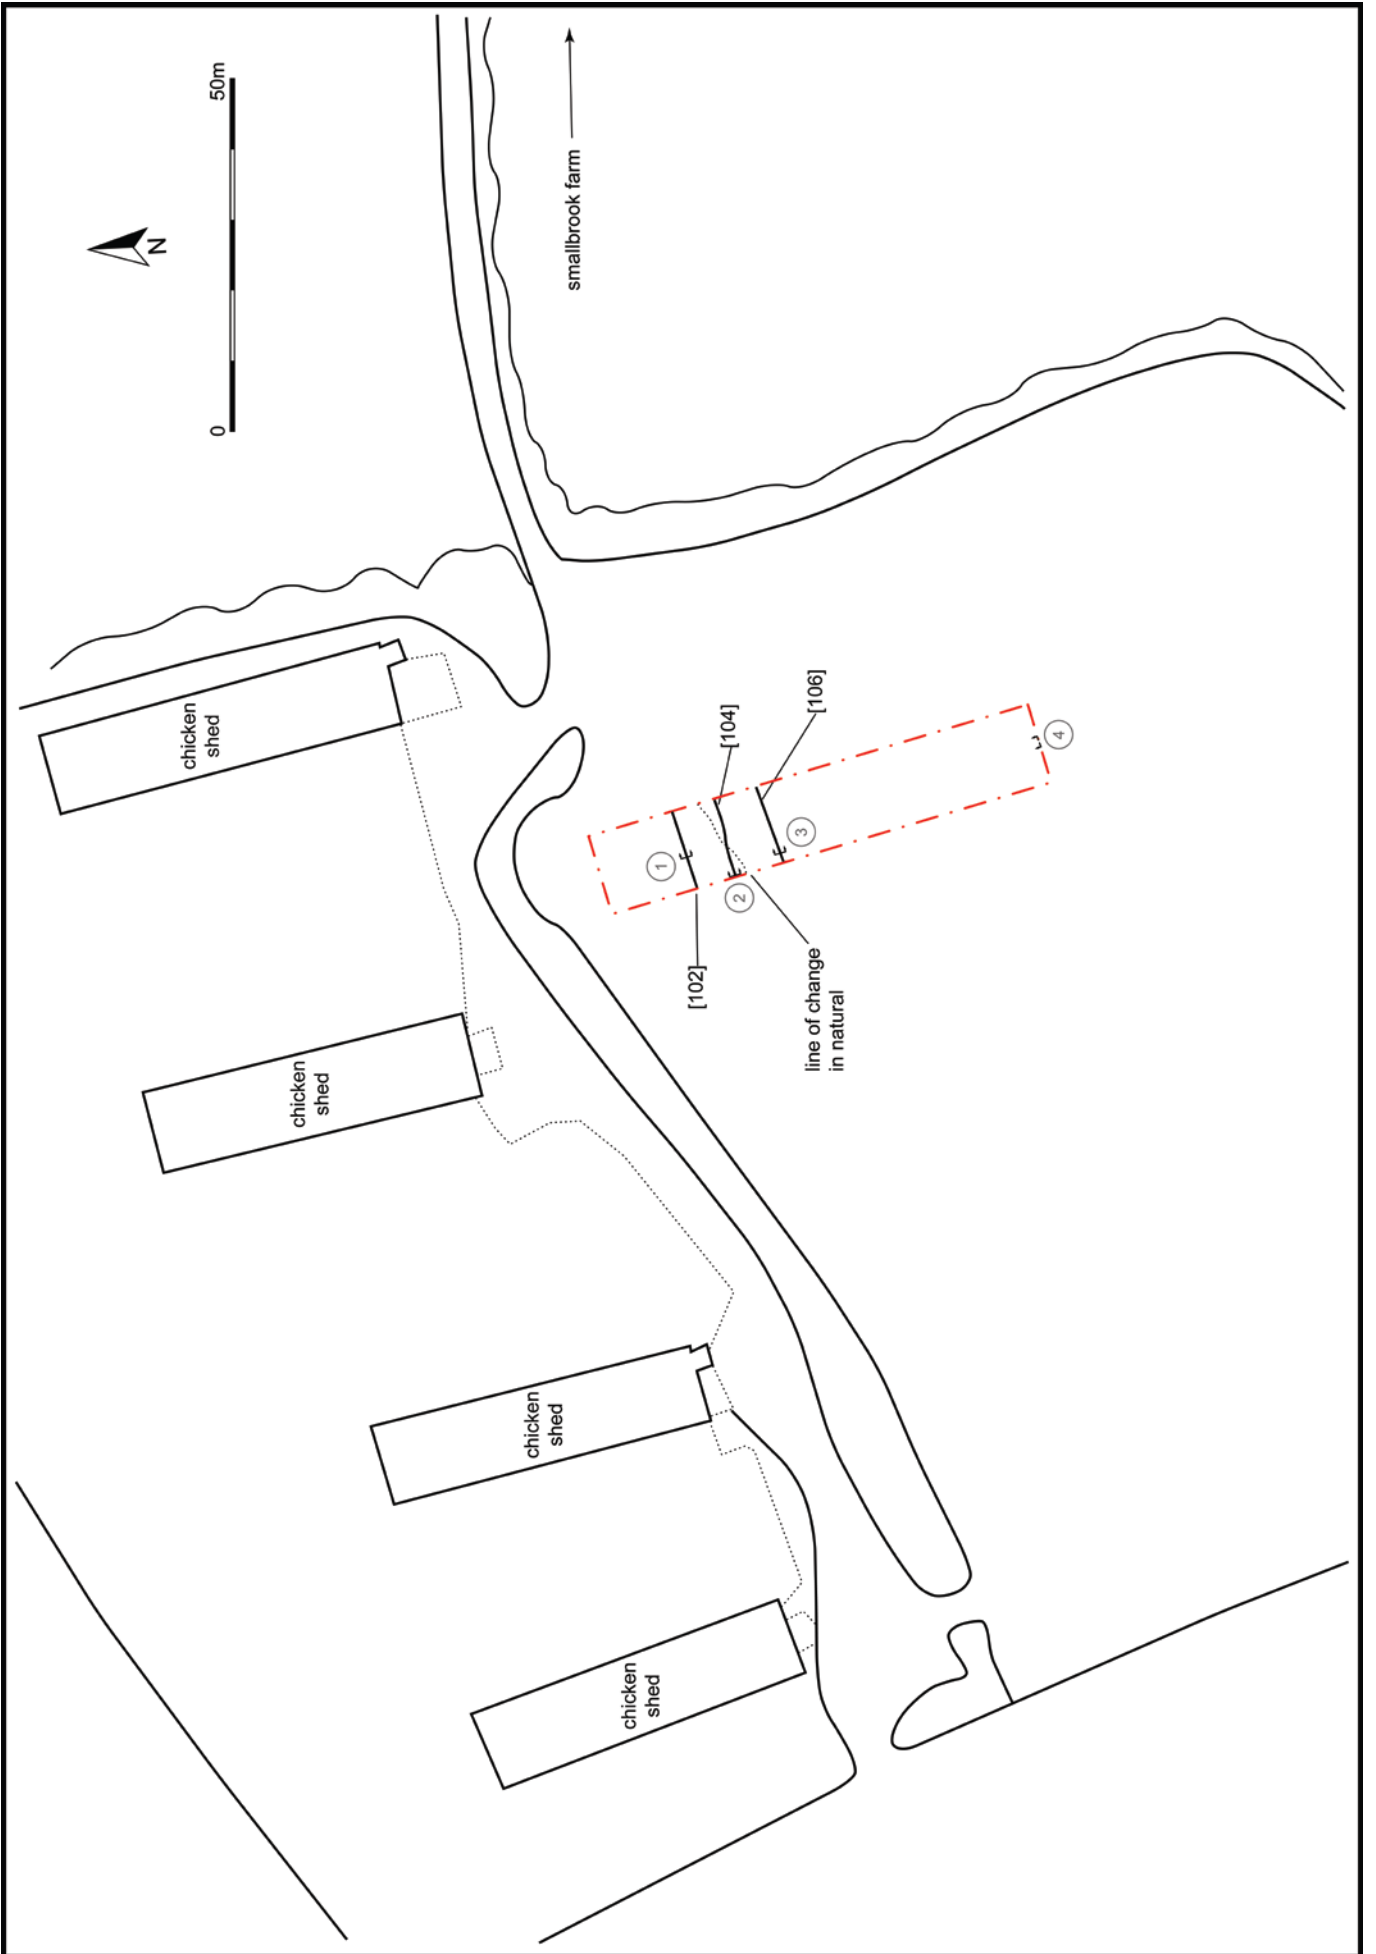 0
50m
N
smallbrook farm
chicken
shed
chicken
shed
chicken
shed
chicken
shed
[102]
[104]
[106]
1
2
3
4
line of change
in natural